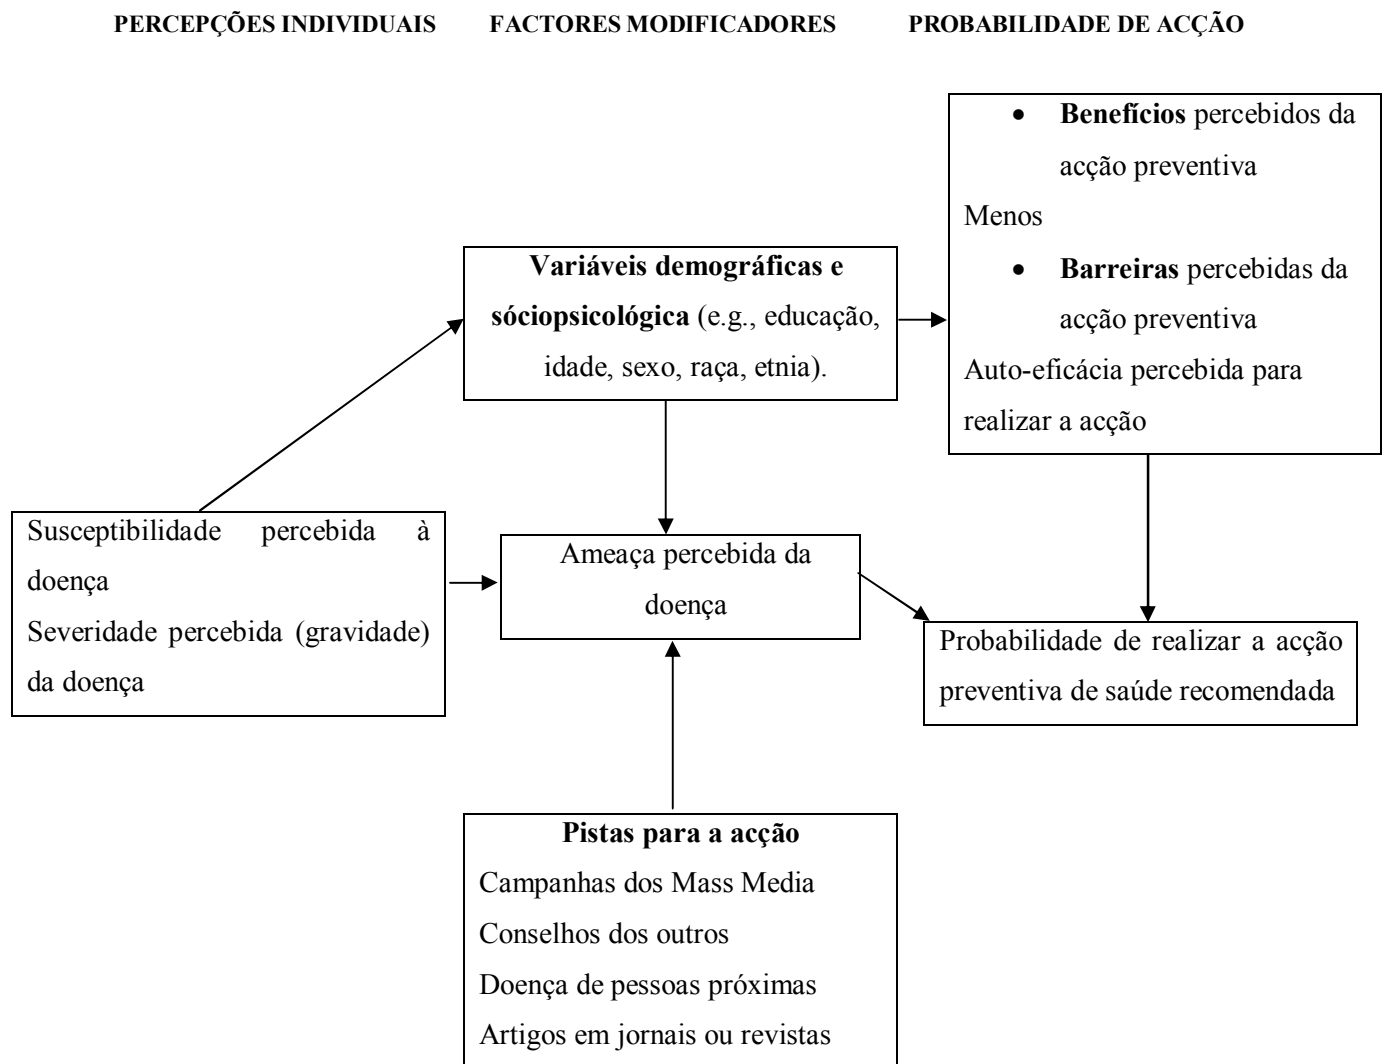 PERCEPÇÕES INDIVIDUAIS FACTORES MODIFICADORES PROBABILIDADE DE ACÇÃO
• Benefícios percebidos da
acção preventiva
Menos
• Barreiras percebidas da
acção preventiva
Auto-eficácia percebida para
realizar a acção
Variáveis demográficas e
sóciopsicológica (e.g., educação,
idade, sexo, raça, etnia).
Susceptibilidade percebida à
doença
Severidade percebida (gravidade)
da doença
Ameaça percebida da
doença
Probabilidade de realizar a acção
preventiva de saúde recomendada
Pistas para a acção
Campanhas dos Mass Media
Conselhos dos outros
Doença de pessoas próximas
Artigos em jornais ou revistas